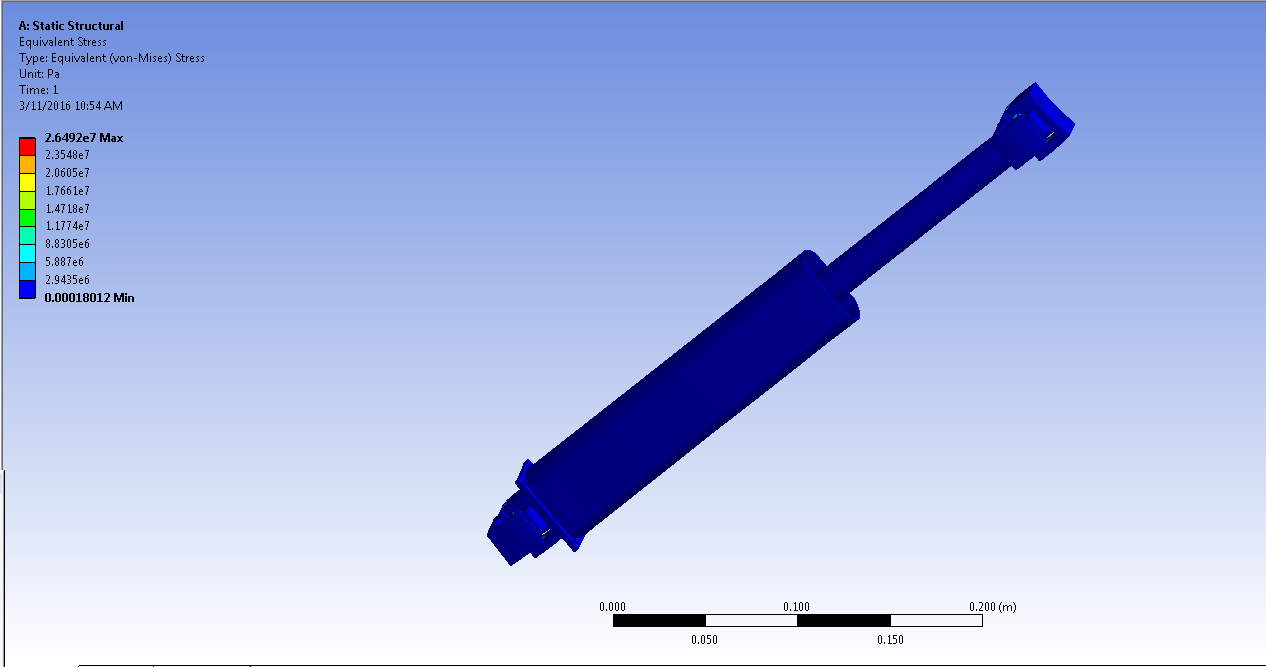 A: Static Structural
Equivalent Stress
Type: Equivalent (von-Mises) Stress
Unit: Pa
Time: 1
3/11/2016 10:54 AM
2.6492e7 Max
2.3548e7
2.0605e7
1.7661e7
1.4718e7
1.1774e7
8.8305e6
5.887e6
2.9435e6
0.00018012 Min
0.000 0.100 0.200 (m)
0.050 0.150